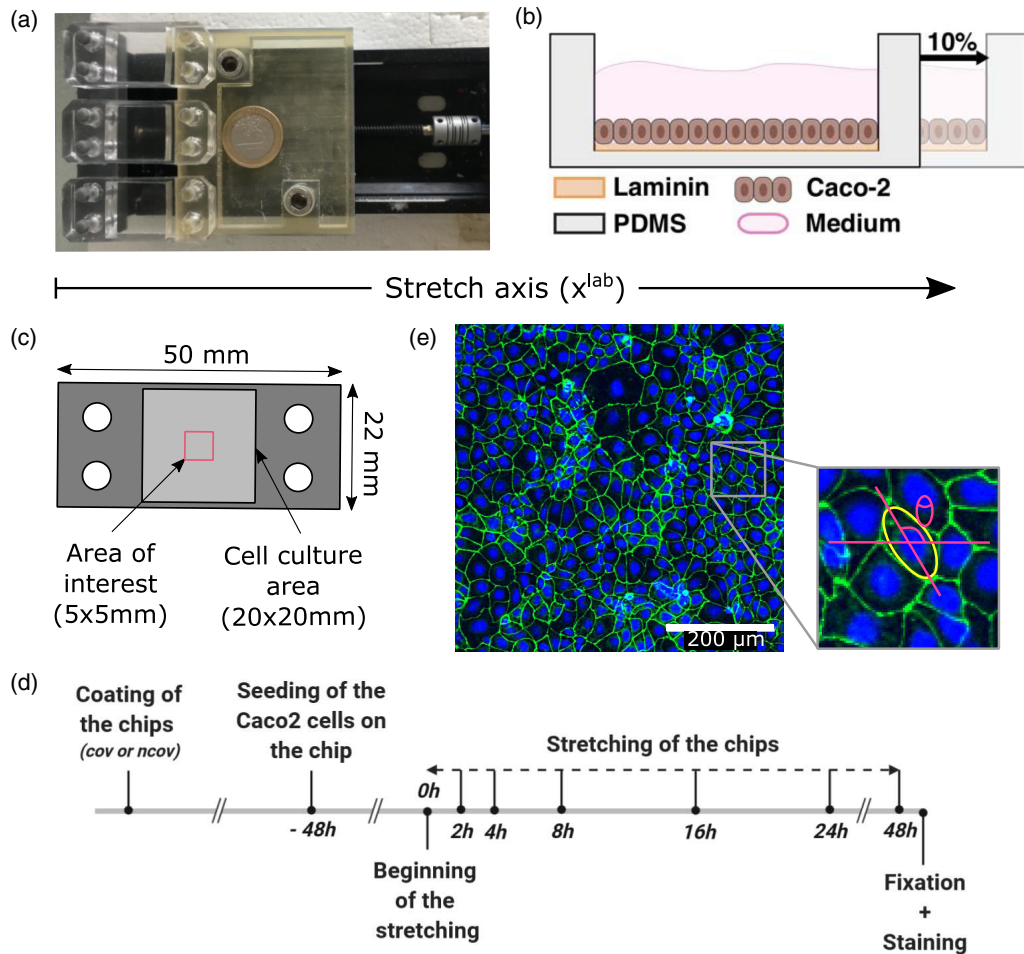 (a)
(b)
10%
Laminin
Caco-2
PDMS
Medium
Stretch axis (x^lab)
(c)
50 mm
22 mm
Area of
interest
(5x5mm)
Cell culture
area
(20x20mm)
(e)
200 µm
(d)
Coating of
the chips
(cov or ncov)
Seeding of the
Caco2 cells on
the chip
Stretching of the chips
0h
- 48h
2h
4h
8h
16h
24h
48h
Beginning
of the
stretching
Fixation
+
Staining